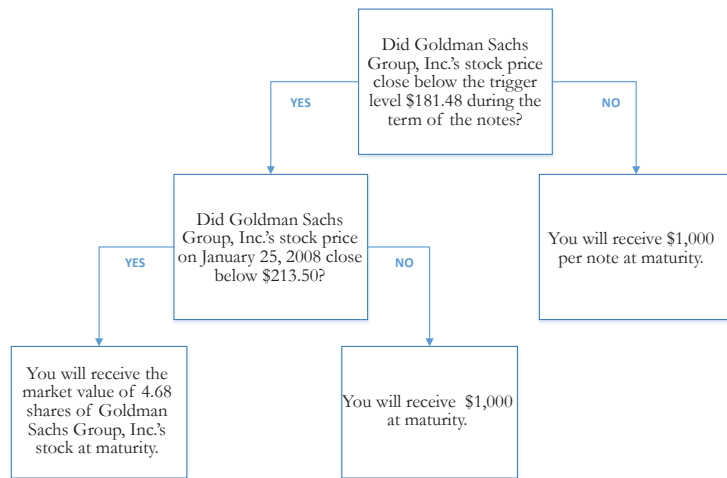 Did Goldman Sachs
Group, Inc.'s stock price
close below the trigger
level $181.48 during the
term of the notes?
YES
NO
Did Goldman Sachs
Group, Inc.'s stock price
on January 25, 2008 close
below $213.50?
You will receive $1,000
per note at maturity.
YES
NO
You will receive the
market value of 4.68
shares of Goldman
Sachs Group, Inc.'s
stock at maturity.
You will receive $1,000
at maturity.